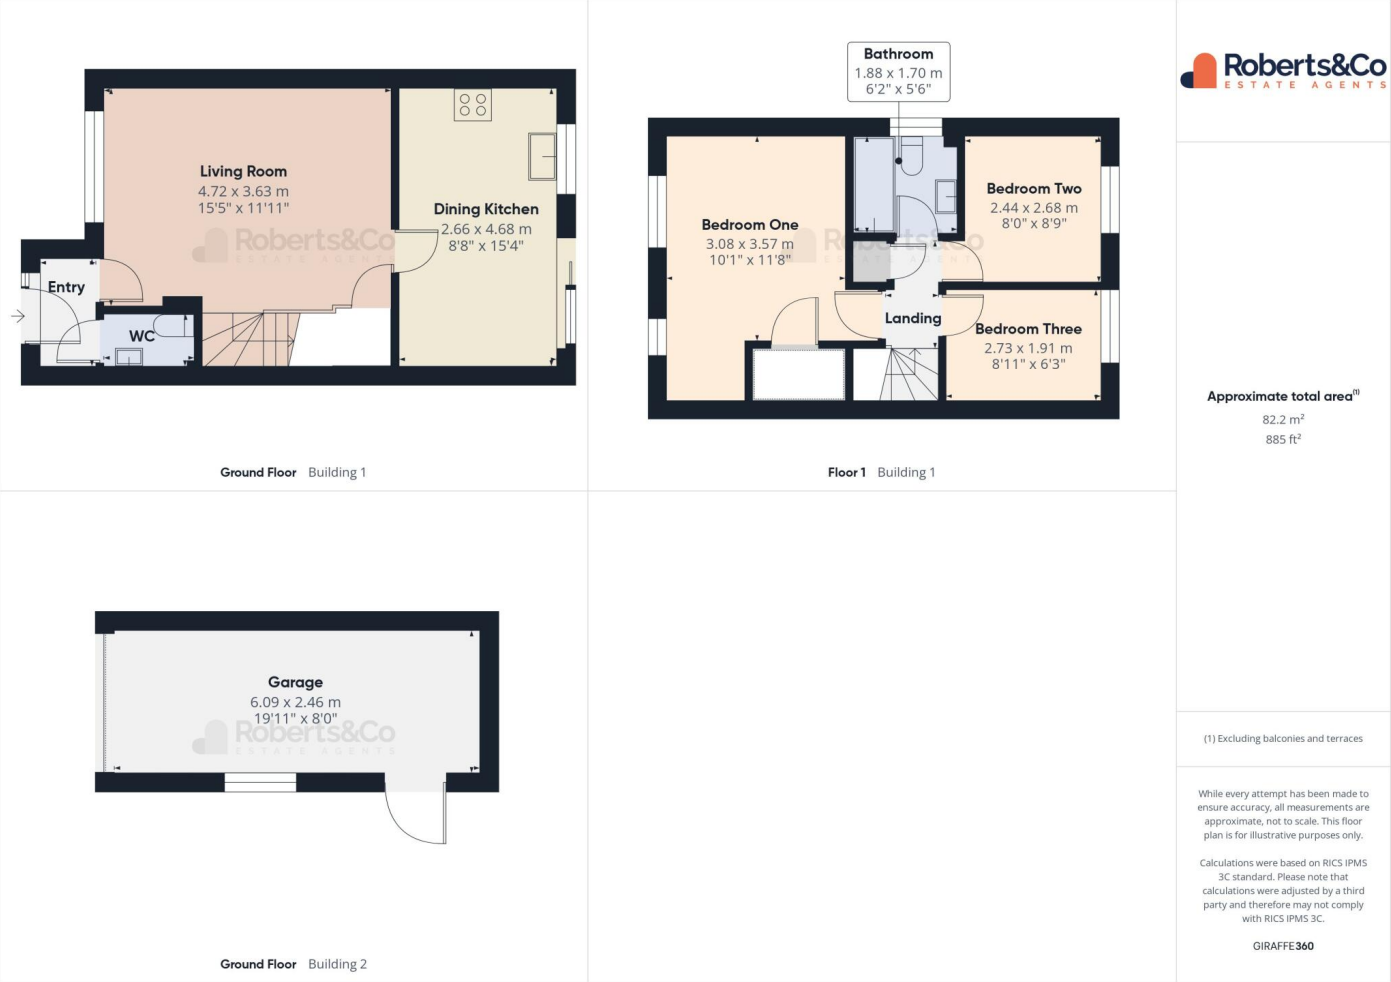 Living Room
4.72 x 3.63 m
15'5" x 11'11"
Roberts&Co
ESTATE AGENTS
Dining Kitchen
2.66 x 4.68 m
8'8" x 15'4"
Entry
WC
Ground Floor Building 1
Bathroom
1.88 x 1.70 m
6'2" x 5'6"
Bedroom One
3.08 x 3.57 m
10'1" x 11'8"
Bedroom Two
2.44 x 2.68 m
8'0" x 8'9"
Landing
Bedroom Three
2.73 x 1.91 m
8'11" x 6'3"
Floor 1 Building 1
Garage
6.09 x 2.46 m
19'11" x 8'0"
Roberts&Co
ESTATE AGENTS
Ground Floor Building 2
Roberts&Co
ESTATE AGENTS
Approximate total area(1)
82.2 m²
885 ft²
(1) Excluding balconies and terraces
While every attempt has been made to
ensure accuracy, all measurements are
approximate, not to scale. This floor
plan is for illustrative purposes only.
Calculations were based on RICS IPMS
3C standard. Please note that
calculations were adjusted by a third
party and therefore may not comply
with RICS IPMS 3C.
GIRAFFE360